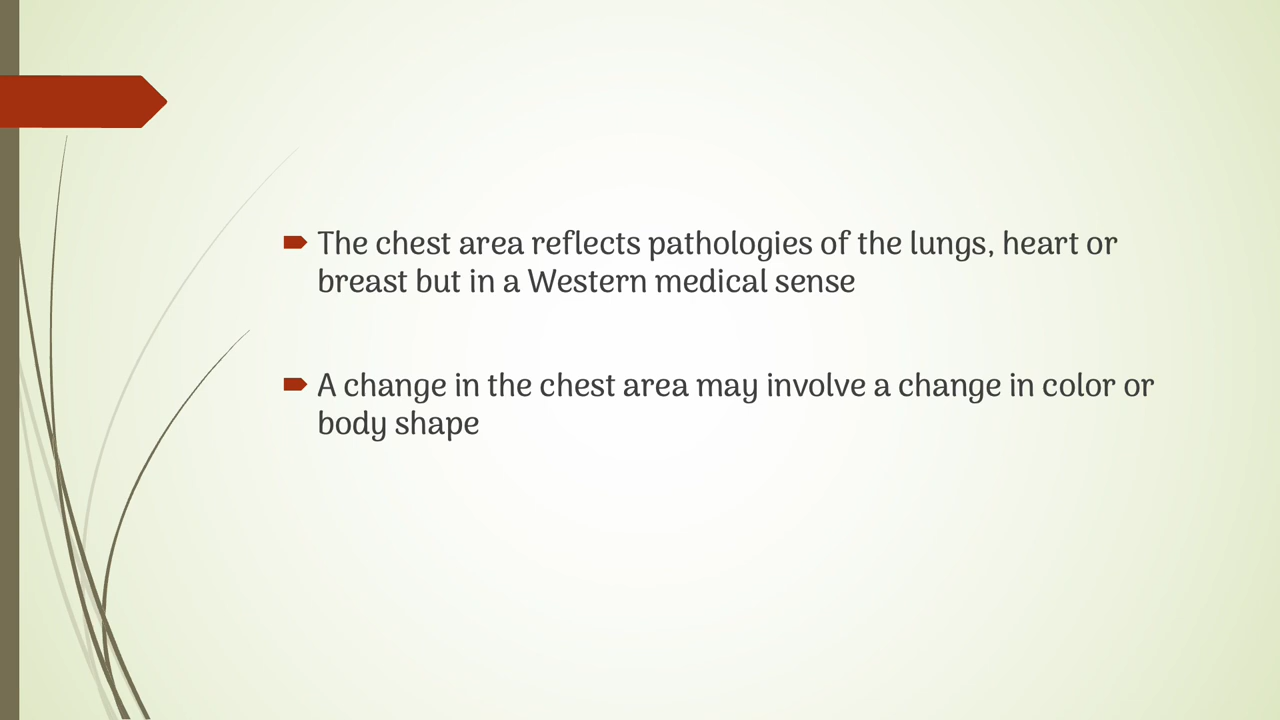 The chest area reflects pathologies of the lungs, heart or
breast but in a Western medical sense
A change in the chest area may involve a change in color or
body shape